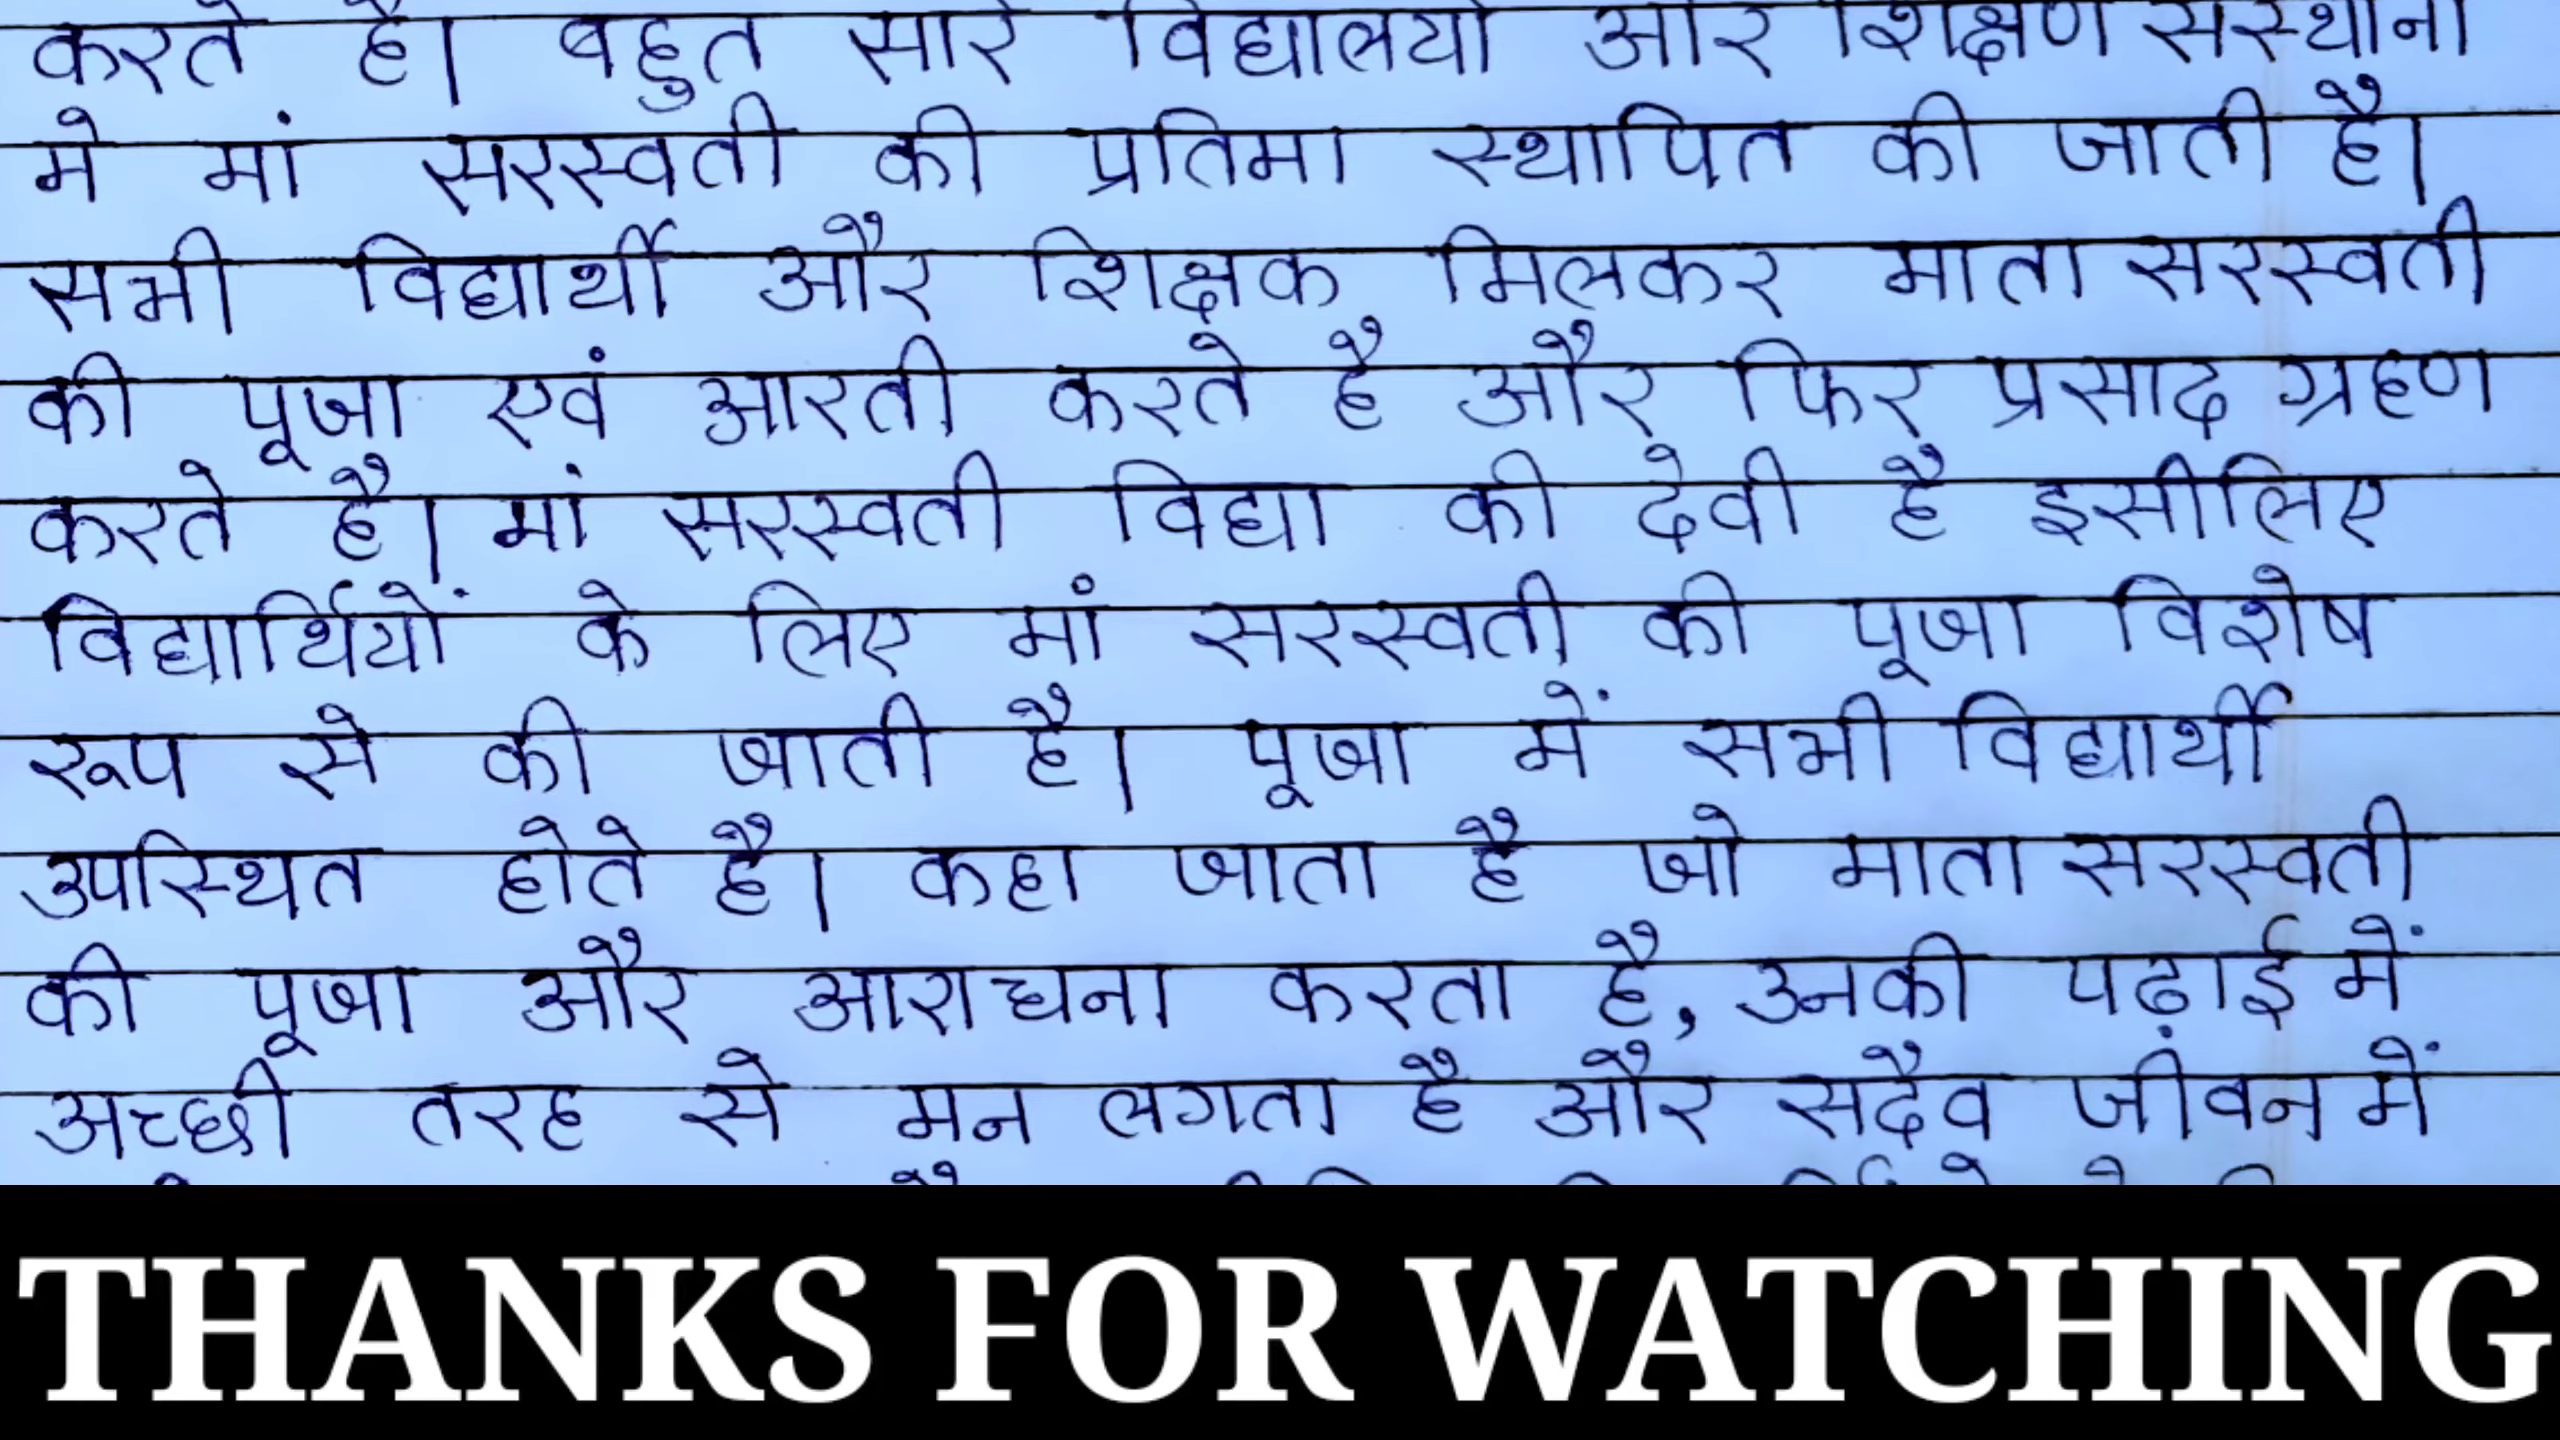 करते है। बहुत सारे विद्यालयों और शिक्षण संस्थानों
मे मां सरस्वती की प्रतिमा स्थापित की जाती है।
सभी विद्यार्थी और शिक्षक मिलकर माता सरस्वती
की पूजा एवं आरती करते है और फिर प्रसाद ग्रहण
करते है। मां सरस्वती विद्या की देवी है इसीलिए
विद्यार्थियों के लिए मां सरस्वती की पूजा विशेष
रूप से की जाती है। पूजा में सभी विद्यार्थी
उपस्थित होते है। कहा जाता है जो माता सरस्वती
की पूजा और आराधना करता है, उनकी पढ़ाई में
अच्छी तरह से मन लगता है और सदैव जीवन में
THANKS FOR WATCHING